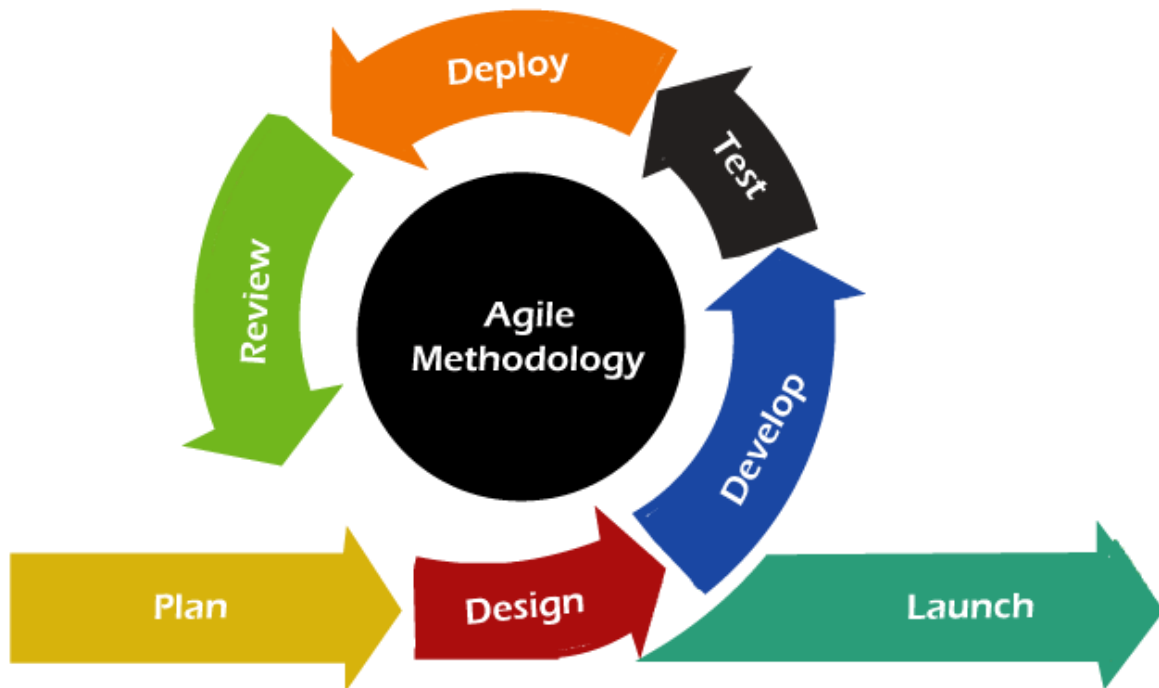 Plan
Design
Develop
Test
Deploy
Review
Launch
Agile
Methodology